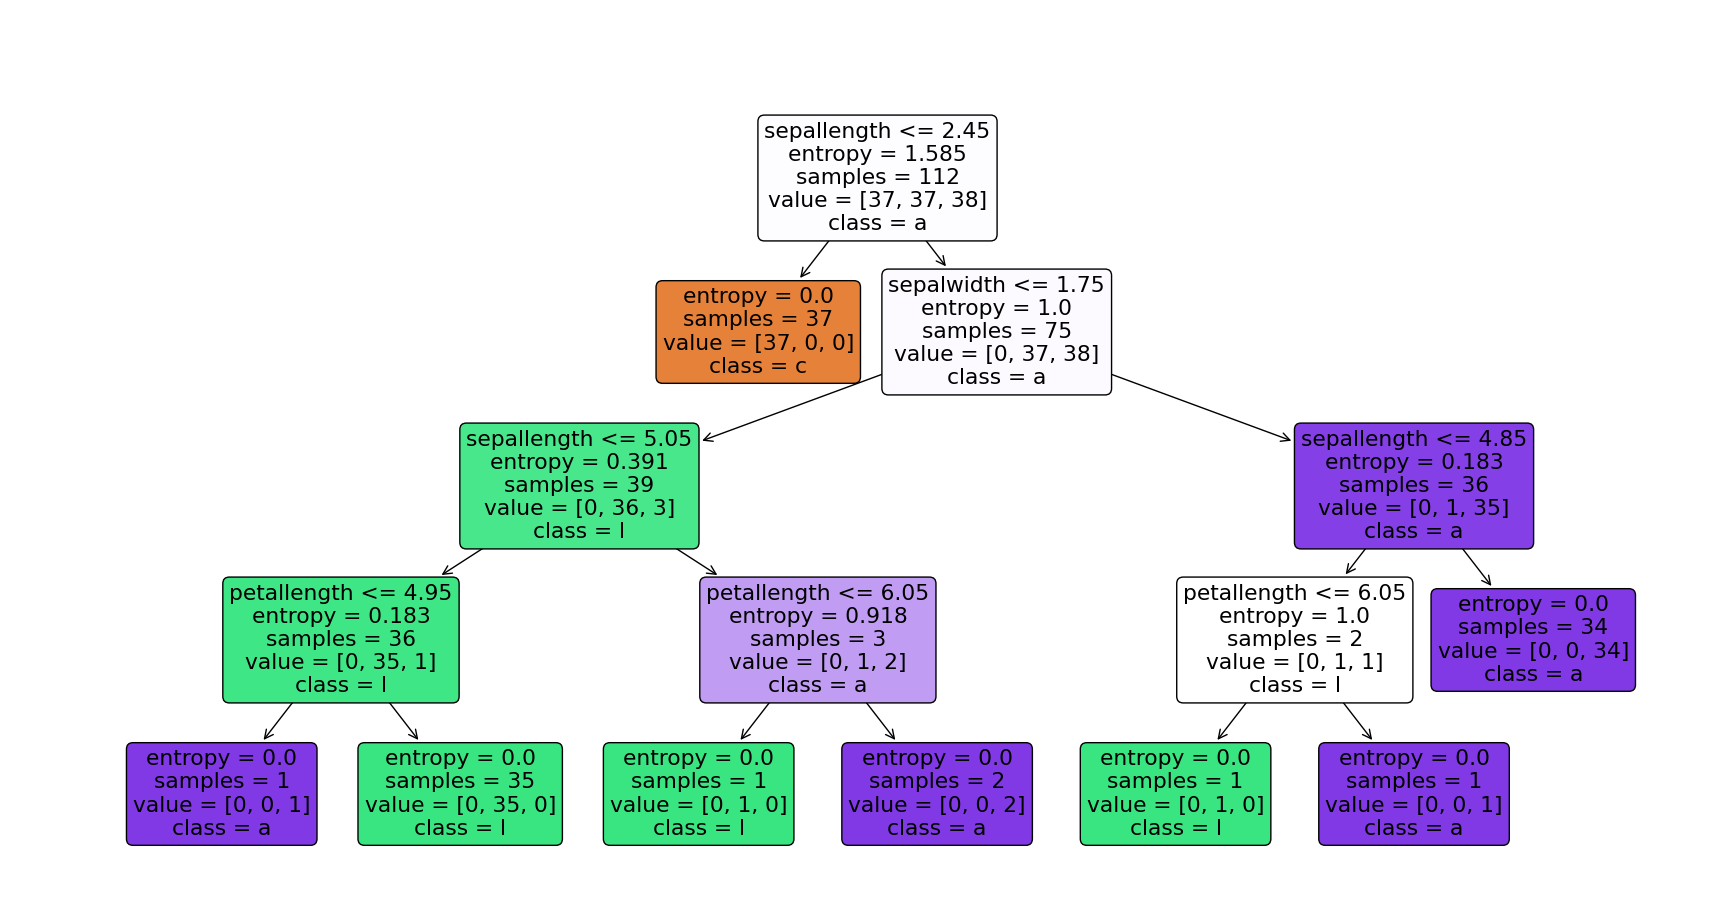 sepallength <= 2.45
entropy = 1.585
samples = 112
value = [37, 37, 38]
class = a
entropy = 0.0
samples = 37
value = [37, 0, 0]
class = c
sepalwidth <= 1.75
entropy = 1.0
samples = 75
value = [0, 37, 38]
class = a
sepallength <= 5.05
entropy = 0.391
samples = 39
value = [0, 36, 3]
class = l
sepallength <= 4.85
entropy = 0.183
samples = 36
value = [0, 1, 35]
class = a
petallength <= 4.95
entropy = 0.183
samples = 36
value = [0, 35, 1]
class = l
petallength <= 6.05
entropy = 0.918
samples = 3
value = [0, 1, 2]
class = a
petallength <= 6.05
entropy = 1.0
samples = 2
value = [0, 1, 1]
class = l
entropy = 0.0
samples = 34
value = [0, 0, 34]
class = a
entropy = 0.0
samples = 1
value = [0, 0, 1]
class = a
entropy = 0.0
samples = 35
value = [0, 35, 0]
class = l
entropy = 0.0
samples = 1
value = [0, 1, 0]
class = l
entropy = 0.0
samples = 2
value = [0, 0, 2]
class = a
entropy = 0.0
samples = 1
value = [0, 1, 0]
class = l
entropy = 0.0
samples = 1
value = [0, 0, 1]
class = a